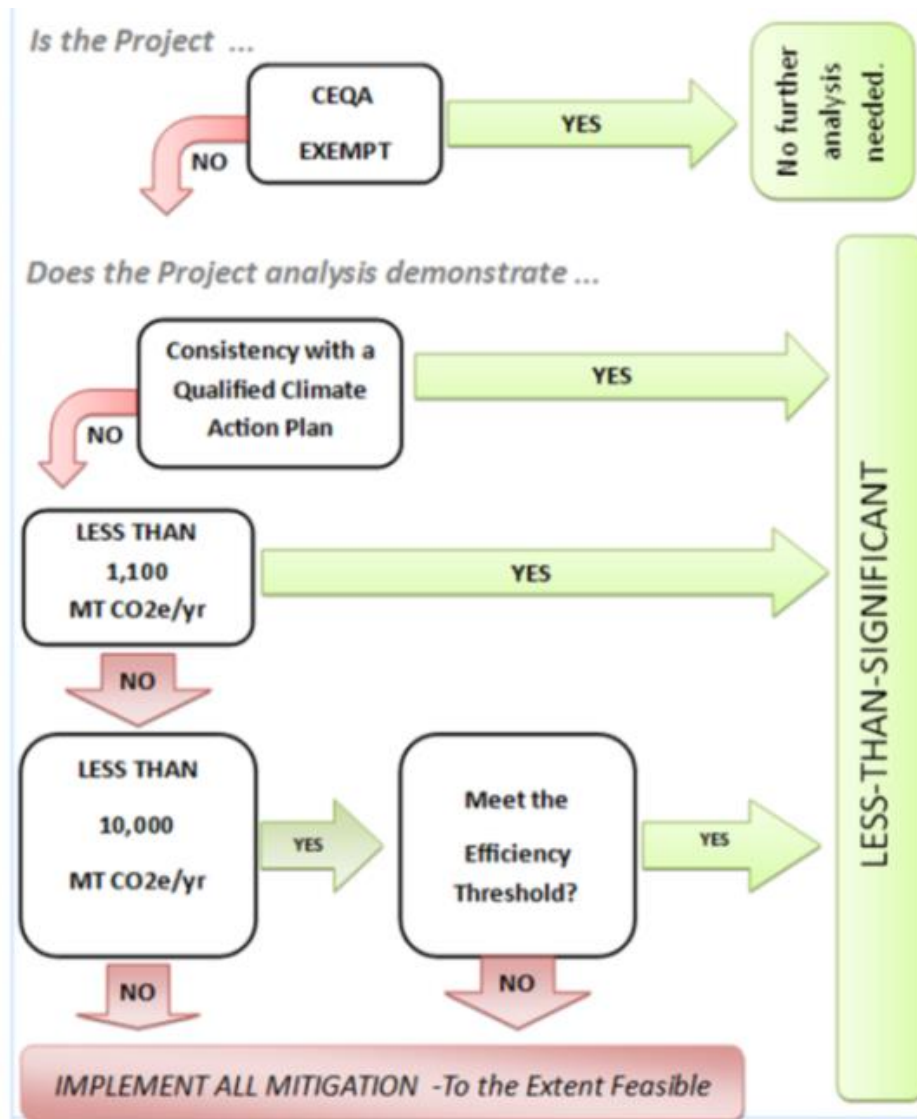 Is the Project ...
CEQA
EXEMPT
YES
No further
analysis
needed.
NO
Does the Project analysis demonstrate ...
Consistency with a
Qualified Climate
Action Plan
YES
NO
LESS THAN
1,100
MT CO2e/yr
YES
NO
LESS THAN
10,000
MT CO2e/yr
YES
Meet the
Efficiency
Threshold?
YES
LESS-THAN-SIGNIFICANT
NO
NO
IMPLEMENT ALL MITIGATION -To the Extent Feasible